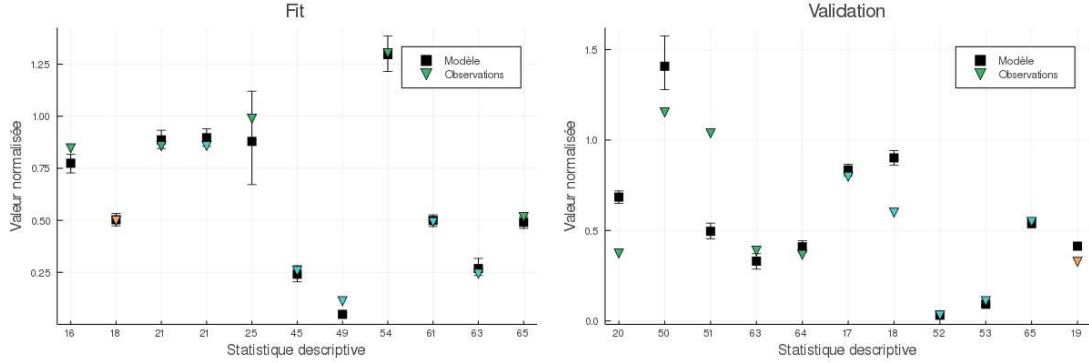 Fit
Valeur normalisée
1.25
1.00
0.75
0.50
0.25
Modèle
Observations
16 18 21 21 25 45 49 54 61 63 65
Statistique descriptive
Validation
Valeur normalisée
1.5
1.0
0.5
0.0
Modèle
Observations
20 50 51 63 64 17 18 52 53 65 19
Statistique descriptive